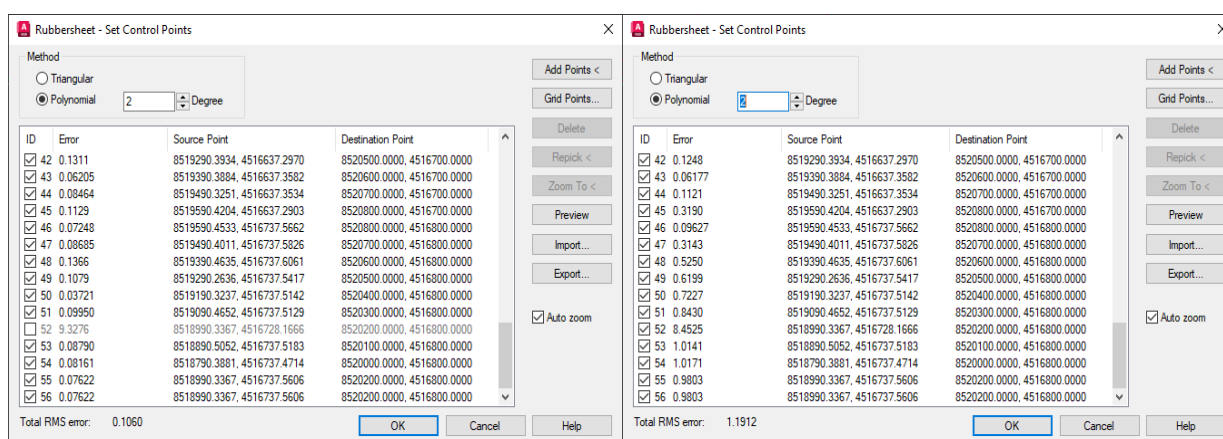 Rubbersheet - Set Control Points
Method
Triangular
Polynomial 2 Degree
Add Points <
Grid Points...
Delete
Repick <
Zoom To <
Preview
Import...
Export...
Auto zoom
ID Error Source Point Destination Point
42 0.1311 8519290.3934, 4516637.2970 8520500.0000, 4516700.0000
43 0.06205 8519390.3884, 4516637.3582 8520600.0000, 4516700.0000
44 0.08464 8519490.3251, 4516637.3534 8520700.0000, 4516700.0000
45 0.1129 8519590.4204, 4516637.2903 8520800.0000, 4516700.0000
46 0.07248 8519590.4533, 4516737.5662 8520800.0000, 4516800.0000
47 0.08685 8519490.4011, 4516737.5826 8520700.0000, 4516800.0000
48 0.1366 8519390.4635, 4516737.6061 8520600.0000, 4516800.0000
49 0.1079 8519290.2636, 4516737.5417 8520500.0000, 4516800.0000
50 0.03721 8519190.3237, 4516737.5142 8520400.0000, 4516800.0000
51 0.09950 8519090.4652, 4516737.5129 8520300.0000, 4516800.0000
52 9.3276 8518990.3367, 4516728.1666 8520200.0000, 4516800.0000
53 0.08790 8518890.5052, 4516737.5183 8520100.0000, 4516800.0000
54 0.08161 8518790.3881, 4516737.4714 8520000.0000, 4516800.0000
55 0.07622 8518990.3367, 4516737.5606 8520200.0000, 4516800.0000
56 0.07622 8518990.3367, 4516737.5606 8520200.0000, 4516800.0000
Total RMS error: 0.1060
OK Cancel Help
Rubbersheet - Set Control Points
Method
Triangular
Polynomial 2 Degree
Add Points <
Grid Points...
Delete
Repick <
Zoom To <
Preview
Import...
Export...
Auto zoom
ID Error Source Point Destination Point
42 0.1248 8519290.3934, 4516637.2970 8520500.0000, 4516700.0000
43 0.06177 8519390.3884, 4516637.3582 8520600.0000, 4516700.0000
44 0.1121 8519490.3251, 4516637.3534 8520700.0000, 4516700.0000
45 0.3190 8519590.4204, 4516637.2903 8520800.0000, 4516700.0000
46 0.09627 8519590.4533, 4516737.5662 8520800.0000, 4516800.0000
47 0.3143 8519490.4011, 4516737.5826 8520700.0000, 4516800.0000
48 0.5250 8519390.4635, 4516737.6061 8520600.0000, 4516800.0000
49 0.6199 8519290.2636, 4516737.5417 8520500.0000, 4516800.0000
50 0.7227 8519190.3237, 4516737.5142 8520400.0000, 4516800.0000
51 0.8430 8519090.4652, 4516737.5129 8520300.0000, 4516800.0000
52 8.4525 8518990.3367, 4516728.1666 8520200.0000, 4516800.0000
53 1.0141 8518890.5052, 4516737.5183 8520100.0000, 4516800.0000
54 1.0171 8518790.3881, 4516737.4714 8520000.0000, 4516800.0000
55 0.9803 8518990.3367, 4516737.5606 8520200.0000, 4516800.0000
56 0.9803 8518990.3367, 4516737.5606 8520200.0000, 4516800.0000
Total RMS error: 1.1912
OK Cancel Help